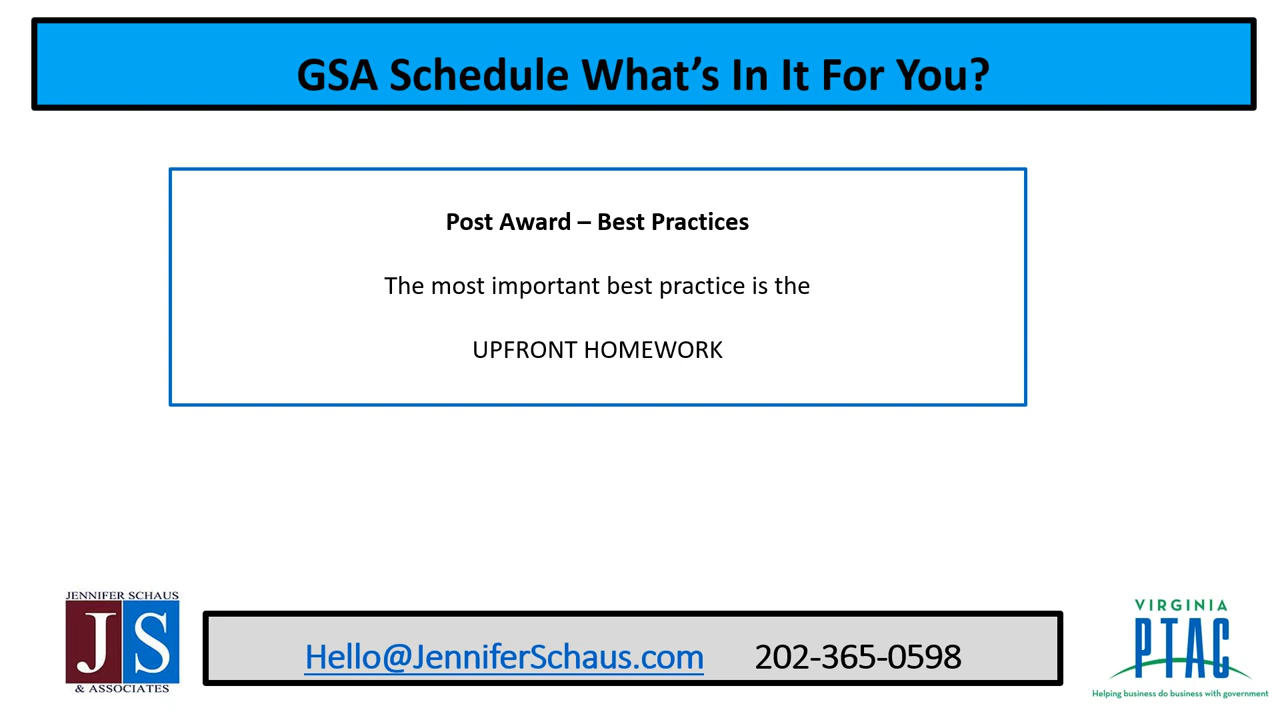 GSA Schedule What’s In It For You?
Post Award – Best Practices
The most important best practice is the
UPFRONT HOMEWORK
JENNIFER SCHAUS
JS
& ASSOCIATES
Hello@JenniferSchaus.com 202-365-0598
VIRGINIA
PTAC
Helping business do business with government